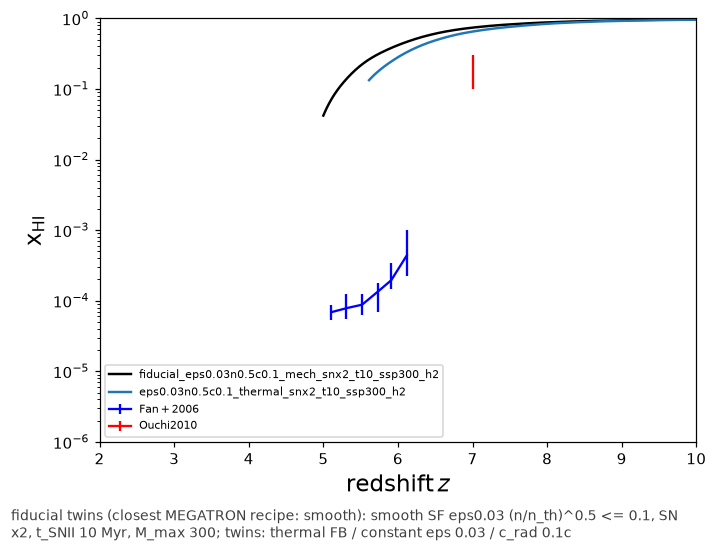 10^0
10^-1
10^-2
10^-3
10^-4
10^-5
10^-6
x_HI
fiducial_eps0.03n0.5c0.1_mech_snx2_t10_ssp300_h2
eps0.03n0.5c0.1_thermal_snx2_t10_ssp300_h2
Fan+2006
Ouchi2010
2 3 4 5 6 7 8 9 10
redshift z
fiducial twins (closest MEGATRON recipe: smooth): smooth SF eps0.03 (n/n_th)^0.5 <= 0.1, SN
x2, t_SNII 10 Myr, M_max 300; twins: thermal FB / constant eps 0.03 / c_rad 0.1c